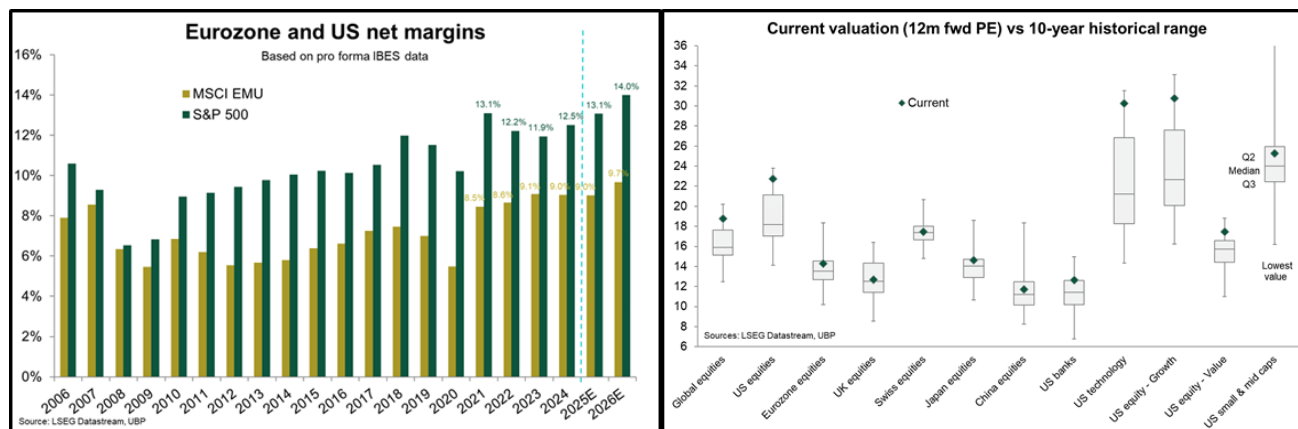 Eurozone and US net margins
Based on pro forma IBES data
16%
14%
12%
10%
8%
6%
4%
2%
0%
MSCI EMU
S&P 500
13.1%
12.2%
11.9%
12.5%
13.1%
14.0%
8.5%
8.6%
9.1%
9.0%
9.0%
9.7%
2006
2007
2008
2009
2010
2011
2012
2013
2014
2015
2016
2017
2018
2019
2020
2021
2022
2023
2024
2025E
2026E
Source: LSEG Datastream, UBP
Current valuation (12m fwd PE) vs 10-year historical range
36
34
32
30
28
26
24
22
20
18
16
14
12
10
8
6
Current
Q2
Median
Q3
Lowest
value
Sources: LSEG Datastream, UBP
Global equities
US equities
Eurozone equities
UK equities
Swiss equities
Japan equities
China equities
US banks
US technology
US equity - Growth
US equity - Value
US small & mid caps